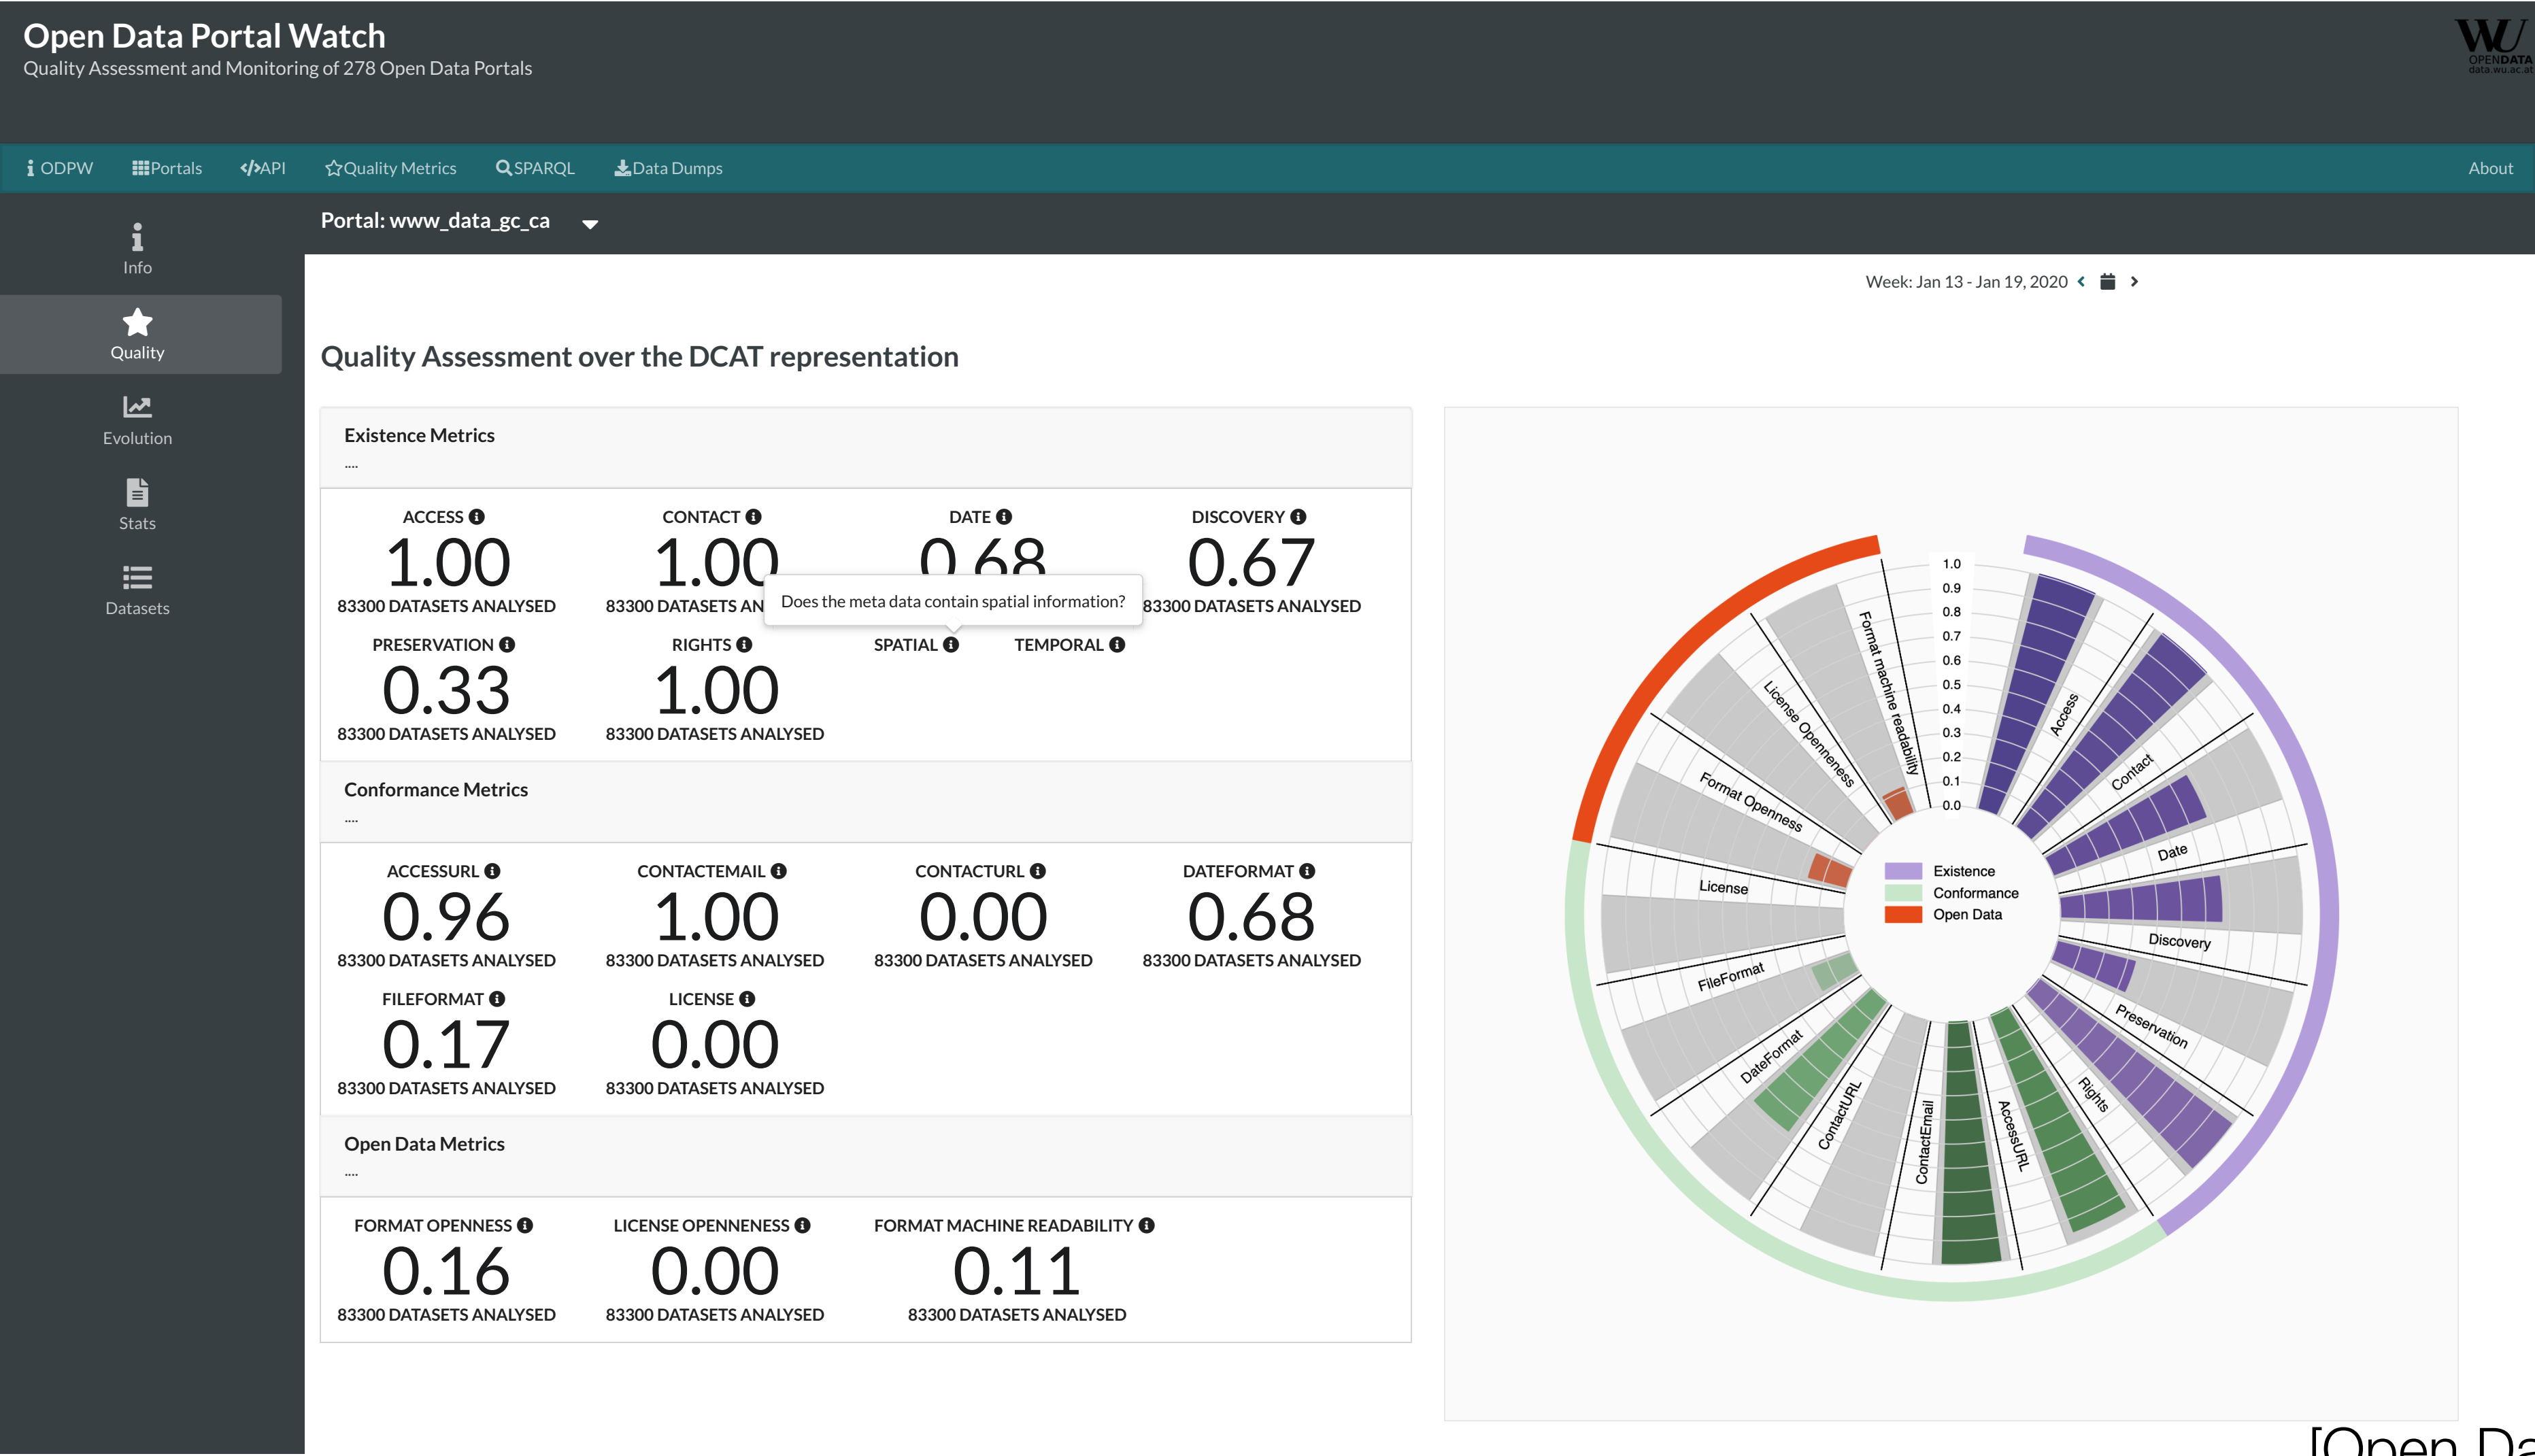 Open Data Portal Watch
Quality Assessment and Monitoring of 278 Open Data Portals
WU
OPENDATA
data.wu.ac.at
ODPW Portals API Quality Metrics SPARQL Data Dumps About
Portal: www_data_gc_ca
Info
Quality
Evolution
Stats
Datasets
Week: Jan 13 - Jan 19, 2020
Quality Assessment over the DCAT representation
Existence Metrics
....
ACCESS CONTACT DATE DISCOVERY
1.00 1.00 0.68 0.67
83300 DATASETS ANALYSED 83300 DATASETS AN 83300 DATASETS ANALYSED
Does the meta data contain spatial information?
PRESERVATION RIGHTS SPATIAL TEMPORAL
0.33 1.00
83300 DATASETS ANALYSED 83300 DATASETS ANALYSED
Conformance Metrics
....
ACCESSURL CONTACTEMAIL CONTACTURL DATEFORMAT
0.96 1.00 0.00 0.68
83300 DATASETS ANALYSED 83300 DATASETS ANALYSED 83300 DATASETS ANALYSED 83300 DATASETS ANALYSED
FILEFORMAT LICENSE
0.17 0.00
83300 DATASETS ANALYSED 83300 DATASETS ANALYSED
Open Data Metrics
....
FORMAT OPENNESS LICENSE OPENNENESS FORMAT MACHINE READABILITY
0.16 0.00 0.11
83300 DATASETS ANALYSED 83300 DATASETS ANALYSED 83300 DATASETS ANALYSED
1.0
0.9
0.8
0.7
0.6
0.5
0.4
0.3
0.2
0.1
0.0
Access
Contact
Date
Discovery
Preservation
Rights
AccessURL
ContactEmail
ContactURL
DateFormat
FileFormat
License
Format Openness
License Openneness
Format machine readability
Existence
Conformance
Open Data
[Open Da